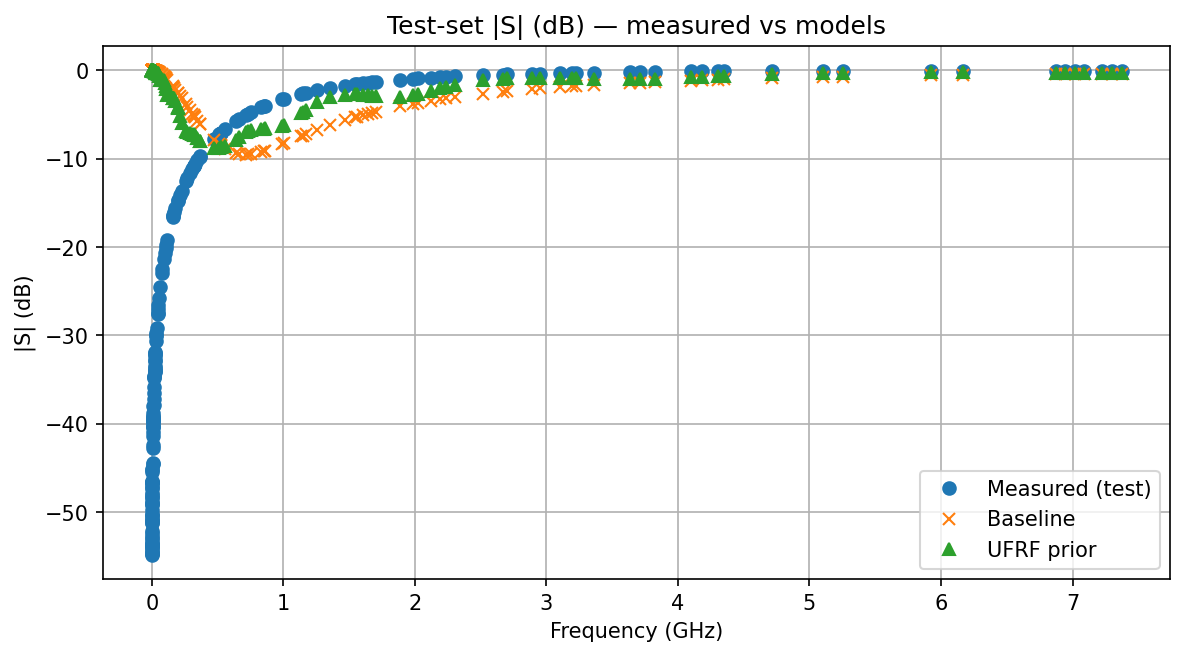 Test-set |S| (dB) — measured vs models
0
−10
−20
−30
−40
−50
|S| (dB)
0 1 2 3 4 5 6 7
Frequency (GHz)
Measured (test)
Baseline
UFRF prior